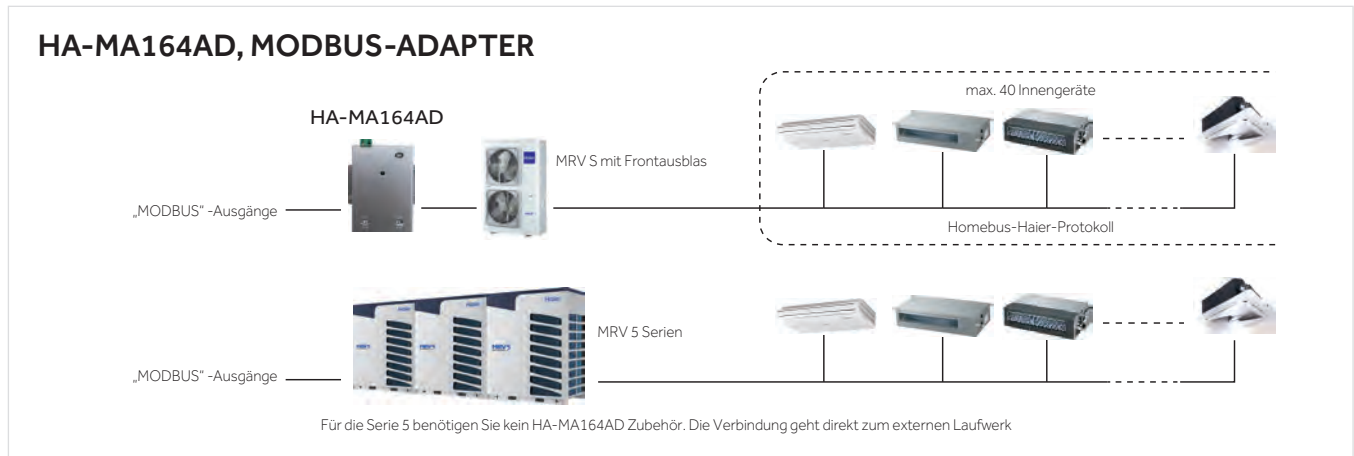 HA-MA164AD, MODBUS-ADAPTER
max. 40 Innengeräte
HA-MA164AD
MRV S mit Frontausblas
„MODBUS“ -Ausgänge
Homebus-Haier-Protokoll
MRV 5 Serien
„MODBUS“ -Ausgänge
Für die Serie 5 benötigen Sie kein HA-MA164AD Zubehör. Die Verbindung geht direkt zum externen Laufwerk